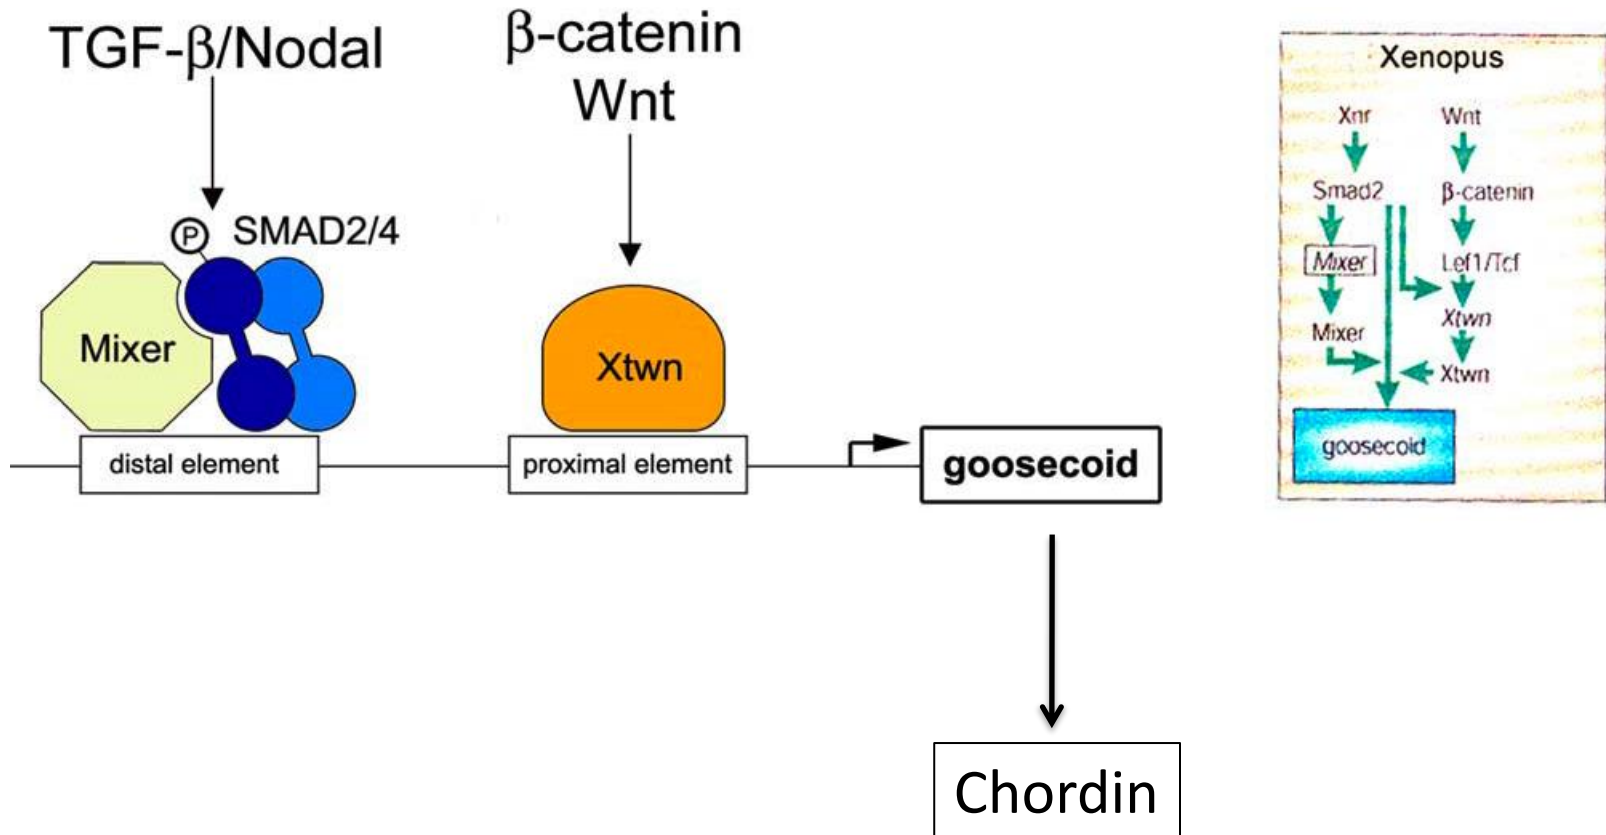 TGF-β/Nodal
β-catenin
Wnt
P
SMAD2/4
Mixer
Xtwn
distal element
proximal element
goosecoid
Chordin
Xenopus
Xnr
Wnt
Smad2
β-catenin
Mixer
Lef1/Tcf
Xtwn
Mixer
Xtwn
goosecoid